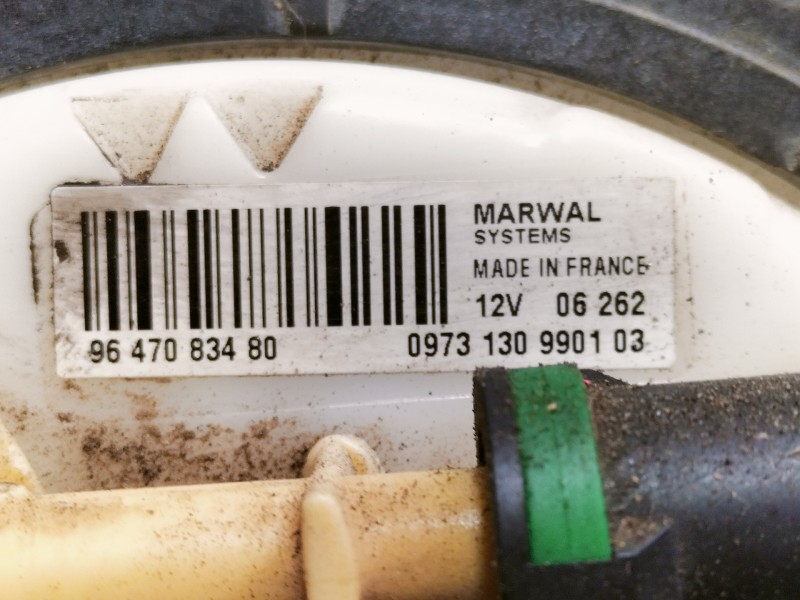 MARWAL
SYSTEMS
MADE IN FRANCE
12V 06 262
96 470 834 80 0973 130 9901 03